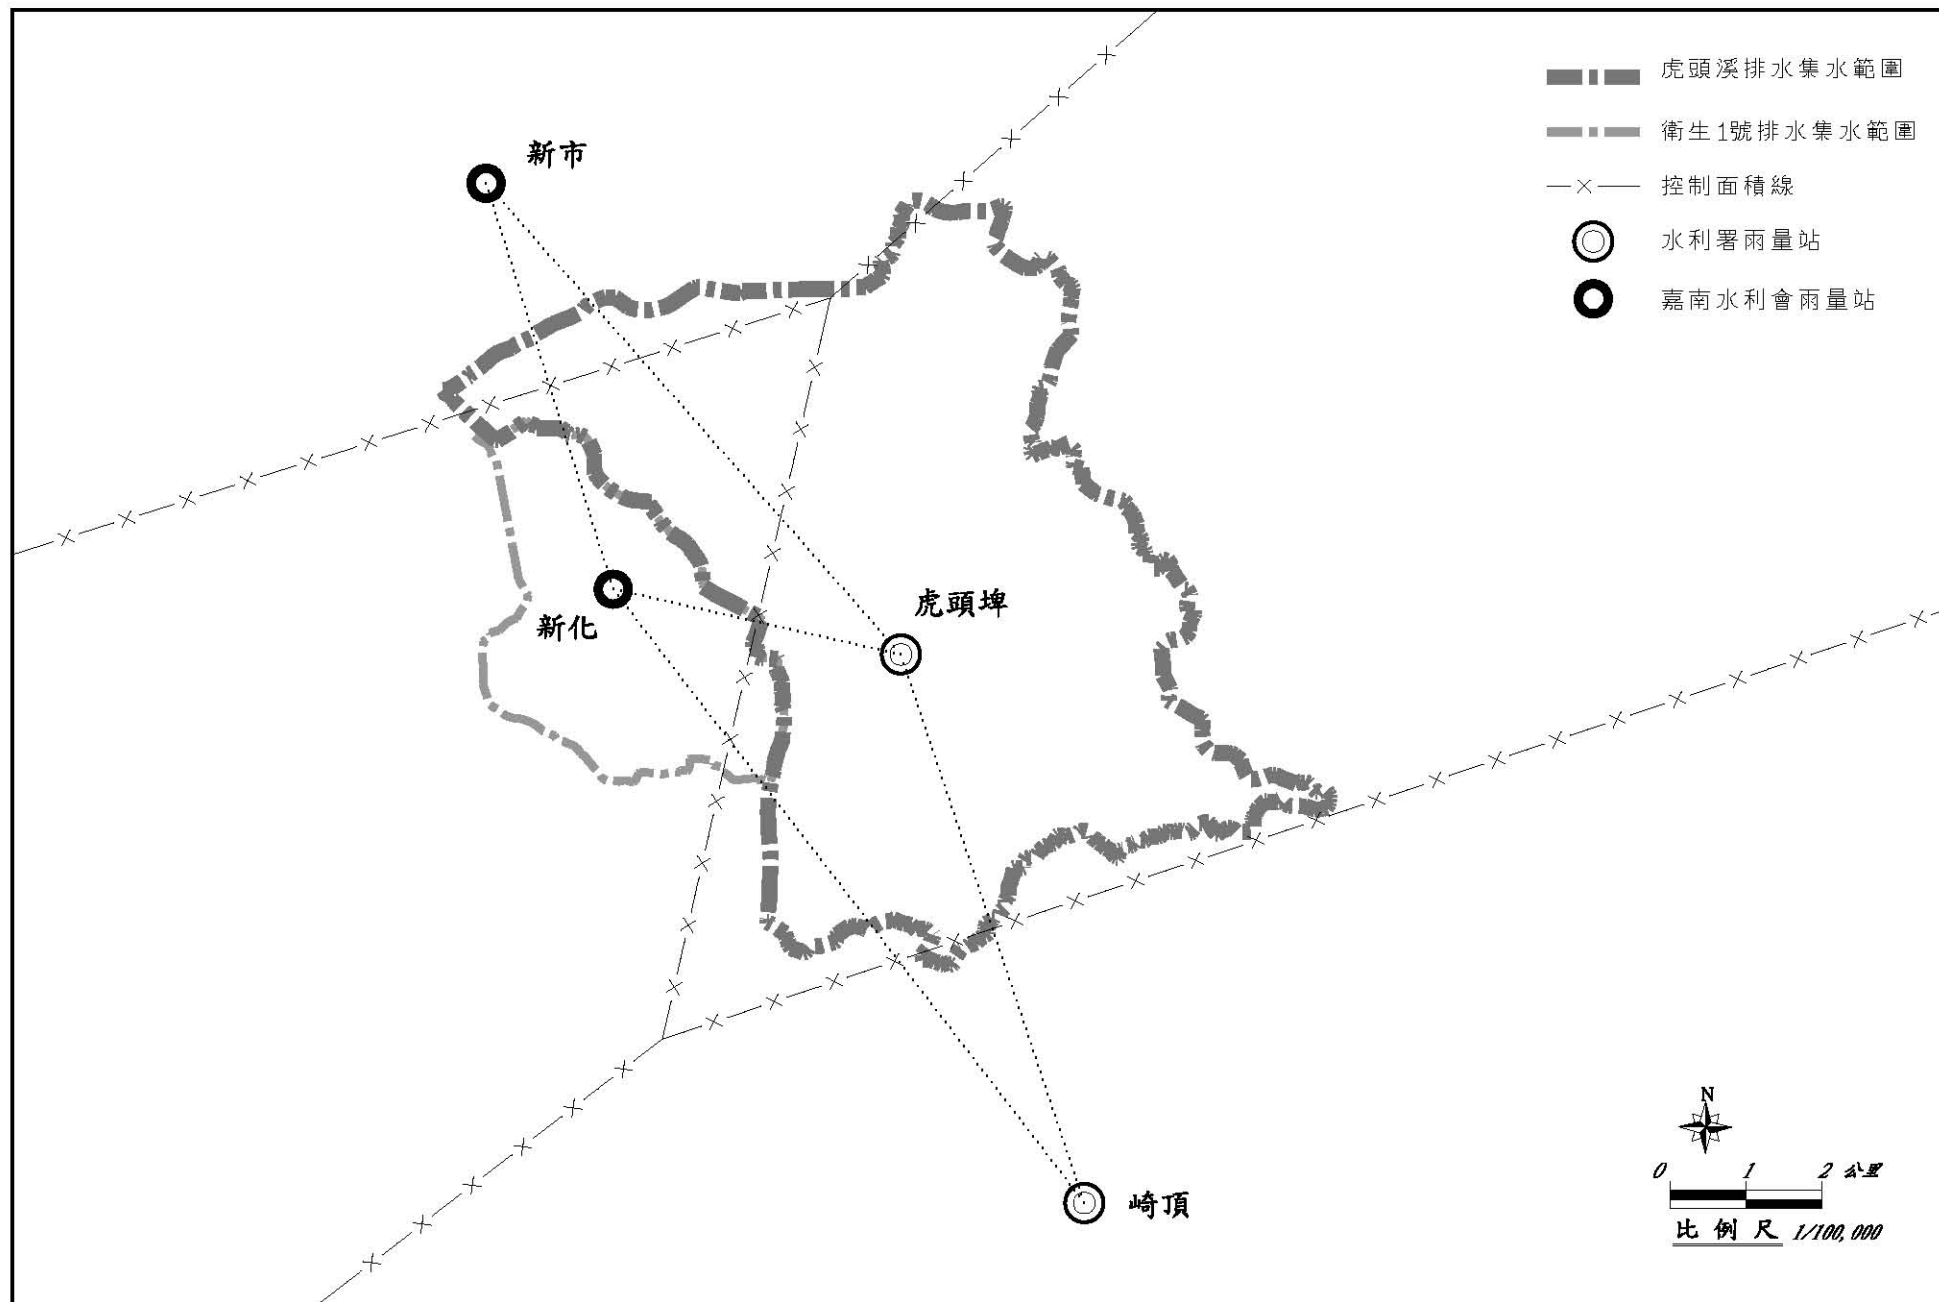 虎頭溪排水集水範圍
衛生1號排水集水範圍
控制面積線
水利署雨量站
嘉南水利會雨量站
新市
虎頭埤
新化
崎頂
N
0 1 2 公里
比例尺 1/100,000